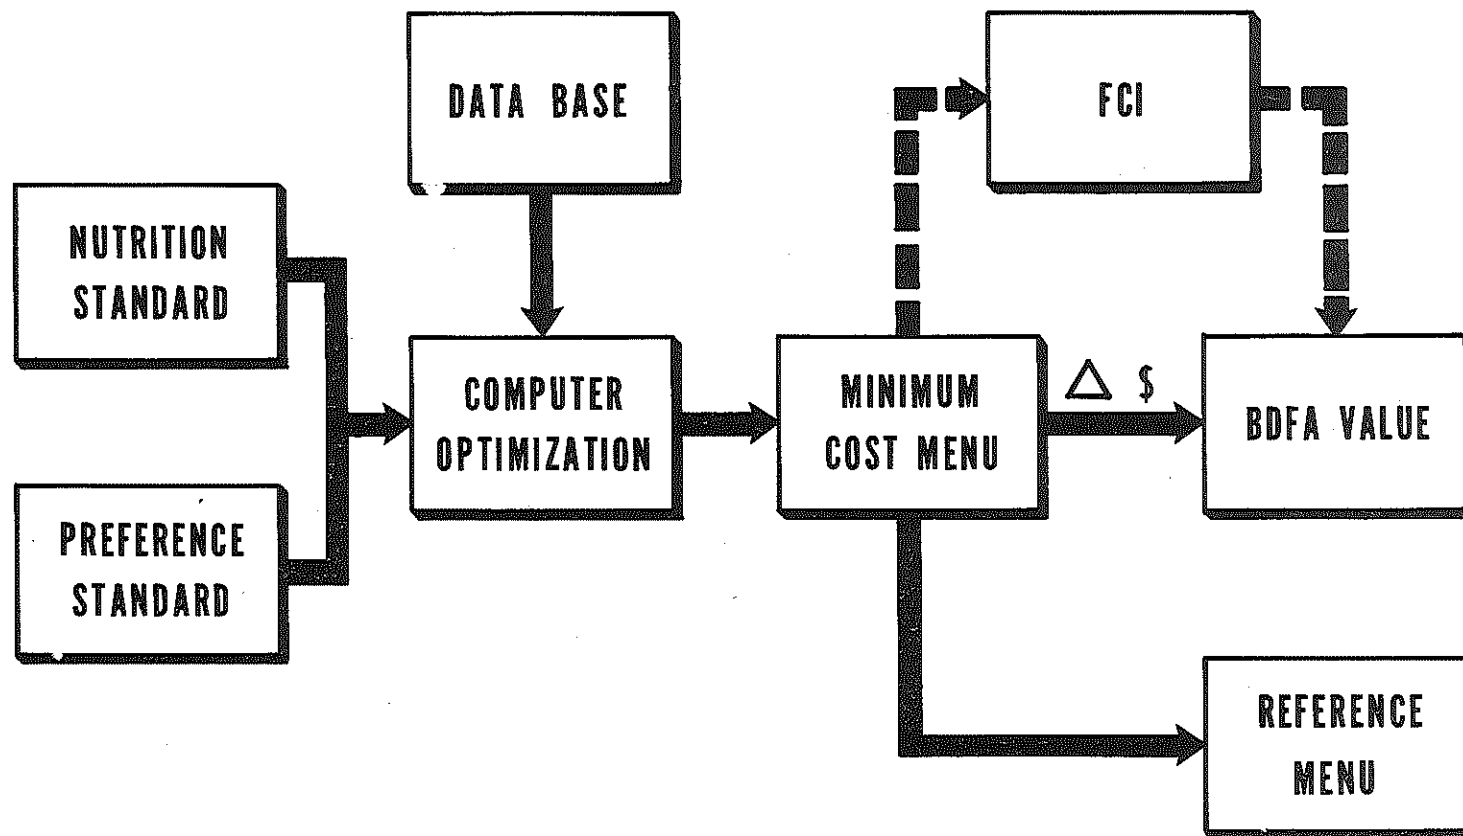 DATA BASE
FCI
NUTRITION
STANDARD
COMPUTER
OPTIMIZATION
MINIMUM
COST MENU
△ $
BDFA VALUE
PREFERENCE
STANDARD
REFERENCE
MENU